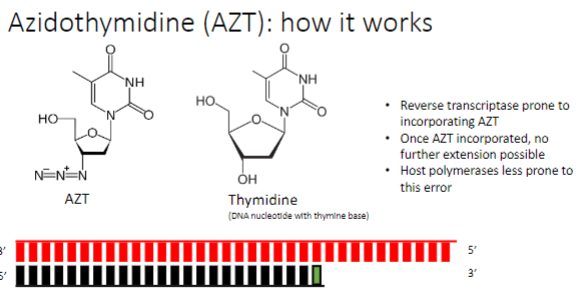 Azidothymidine (AZT): how it works
O
NH
N
O
HO
O
N=N=N
- +
AZT
O
NH
N
O
HO
O
OH
Thymidine
(DNA nucleotide with thymine base)
• Reverse transcriptase prone to
incorporating AZT
• Once AZT incorporated, no
further extension possible
• Host polymerases less prone to
this error
3′
5′
5′
3′